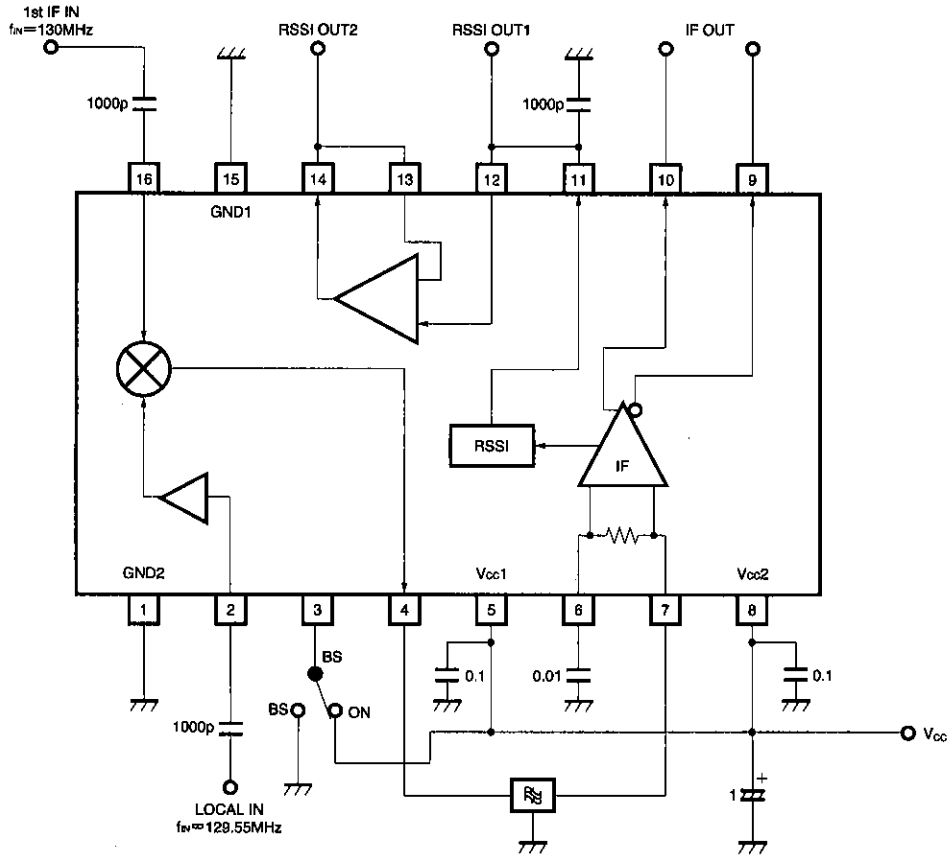 1st IF IN
fIN=130MHz
RSSI OUT2
RSSI OUT1
IF OUT
1000p
1000p
16
15
14
13
12
11
10
9
GND1
RSSI
IF
GND2
Vcc1
Vcc2
1
2
3
4
5
6
7
8
BS
0.1
0.01
0.1
BS
ON
1000p
Vcc
+
1
LOCAL IN
fIN=129.55MHz